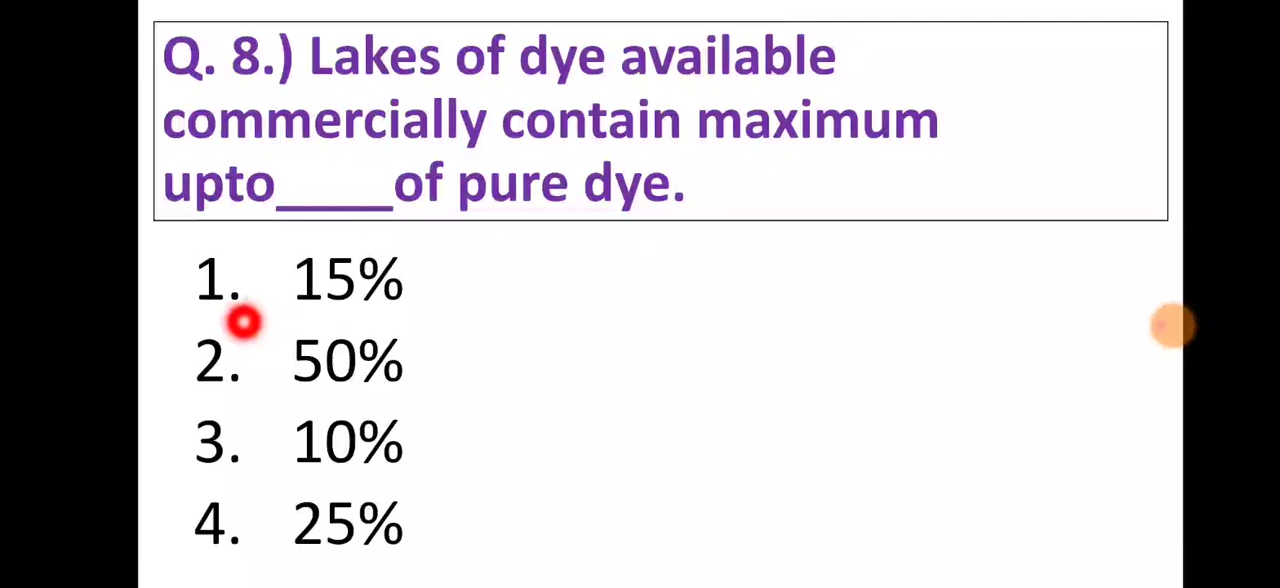 Q. 8.) Lakes of dye available
commercially contain maximum
upto____of pure dye.
1. 15%
2. 50%
3. 10%
4. 25%